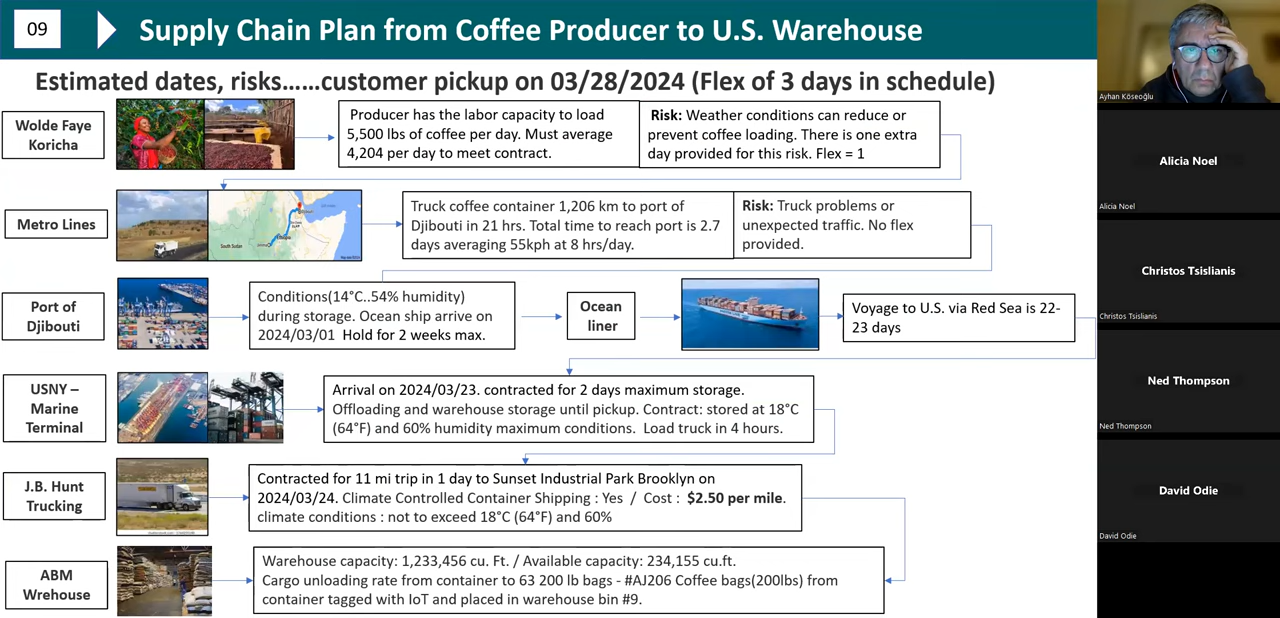 09
Supply Chain Plan from Coffee Producer to U.S. Warehouse
Estimated dates, risks……customer pickup on 03/28/2024 (Flex of 3 days in schedule)
Wolde Faye
Koricha
Producer has the labor capacity to load
5,500 lbs of coffee per day. Must average
4,204 per day to meet contract.
Risk: Weather conditions can reduce or
prevent coffee loading. There is one extra
day provided for this risk. Flex = 1
Metro Lines
Truck coffee container 1,206 km to port of
Djibouti in 21 hrs. Total time to reach port is 2.7
days averaging 55kph at 8 hrs/day.
Risk: Truck problems or
unexpected traffic. No flex
provided.
Port of
Djibouti
Conditions(14°C..54% humidity)
during storage. Ocean ship arrive on
2024/03/01 Hold for 2 weeks max.
Ocean
liner
Voyage to U.S. via Red Sea is 22-
23 days
USNY –
Marine
Terminal
Arrival on 2024/03/23. contracted for 2 days maximum storage.
Offloading and warehouse storage until pickup. Contract: stored at 18°C
(64°F) and 60% humidity maximum conditions. Load truck in 4 hours.
J.B. Hunt
Trucking
Contracted for 11 mi trip in 1 day to Sunset Industrial Park Brooklyn on
2024/03/24. Climate Controlled Container Shipping : Yes / Cost : $2.50 per mile.
climate conditions : not to exceed 18°C (64°F) and 60%
ABM
Wrehouse
Warehouse capacity: 1,233,456 cu. Ft. / Available capacity: 234,155 cu.ft.
Cargo unloading rate from container to 63 200 lb bags - #AJ206 Coffee bags(200lbs) from
container tagged with IoT and placed in warehouse bin #9.
Ayhan Köseoğlu
Alicia Noel
Alicia Noel
Christos Tsislianis
Christos Tsislianis
Ned Thompson
Ned Thompson
David Odie
David Odie